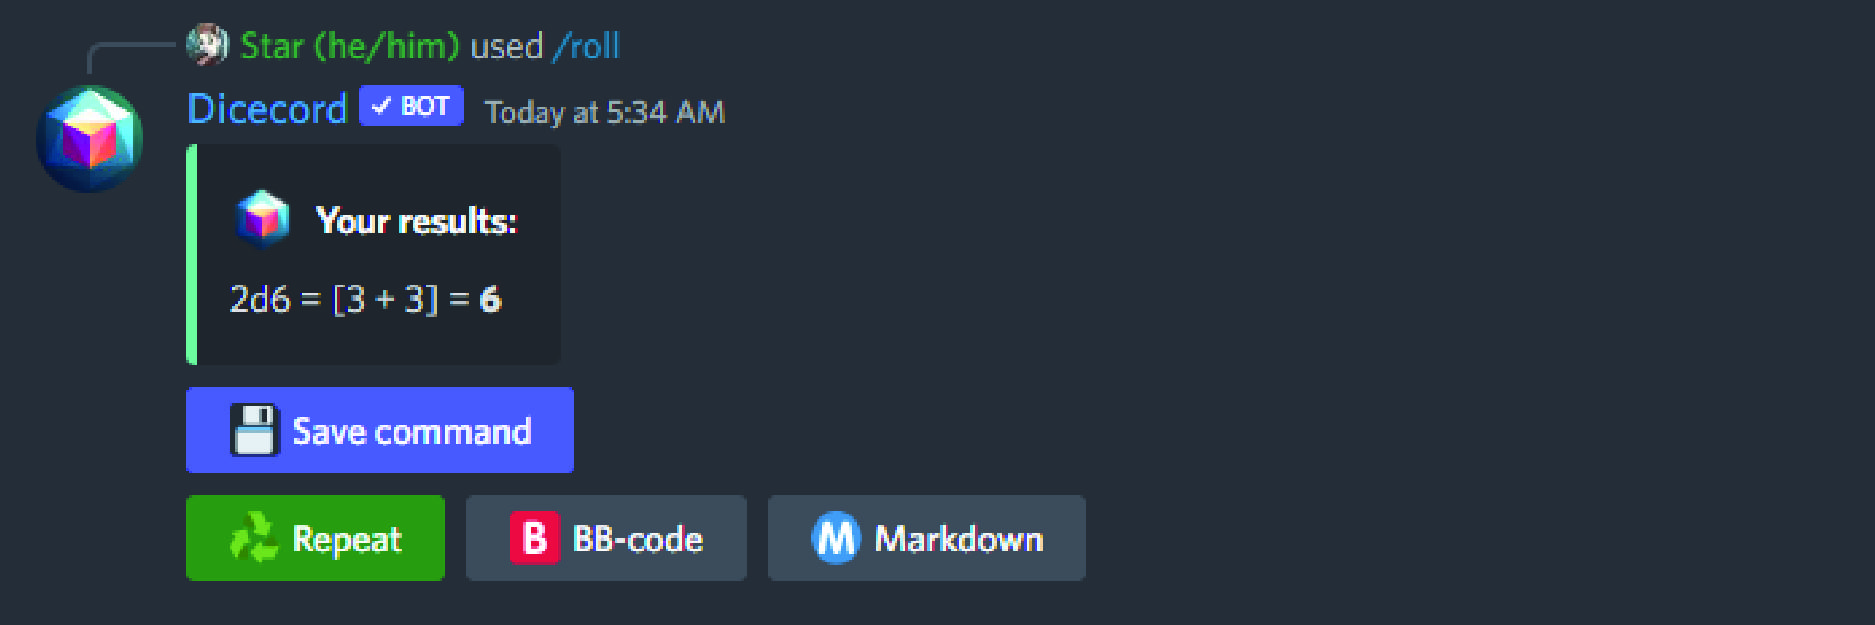 Star (he/him) used /roll
Dicecord ✓ BOT Today at 5:34 AM
Your results:
2d6 = [3 + 3] = 6
Save command
Repeat B BB-code M Markdown